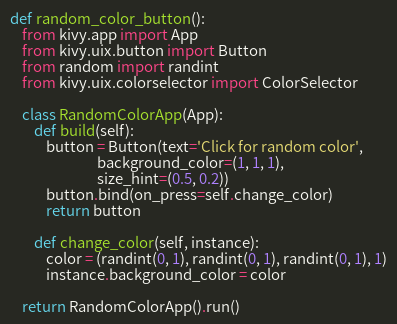 def random_color_button():
    from kivy.app import App
    from kivy.uix.button import Button
    from random import randint
    from kivy.uix.colorselector import ColorSelector

    class RandomColorApp(App):
        def build(self):
            button = Button(text='Click for random color',
                            background_color=(1, 1, 1),
                            size_hint=(0.5, 0.2))
            button.bind(on_press=self.change_color)
            return button

        def change_color(self, instance):
            color = (randint(0, 1), randint(0, 1), randint(0, 1), 1)
            instance.background_color = color

    return RandomColorApp().run()